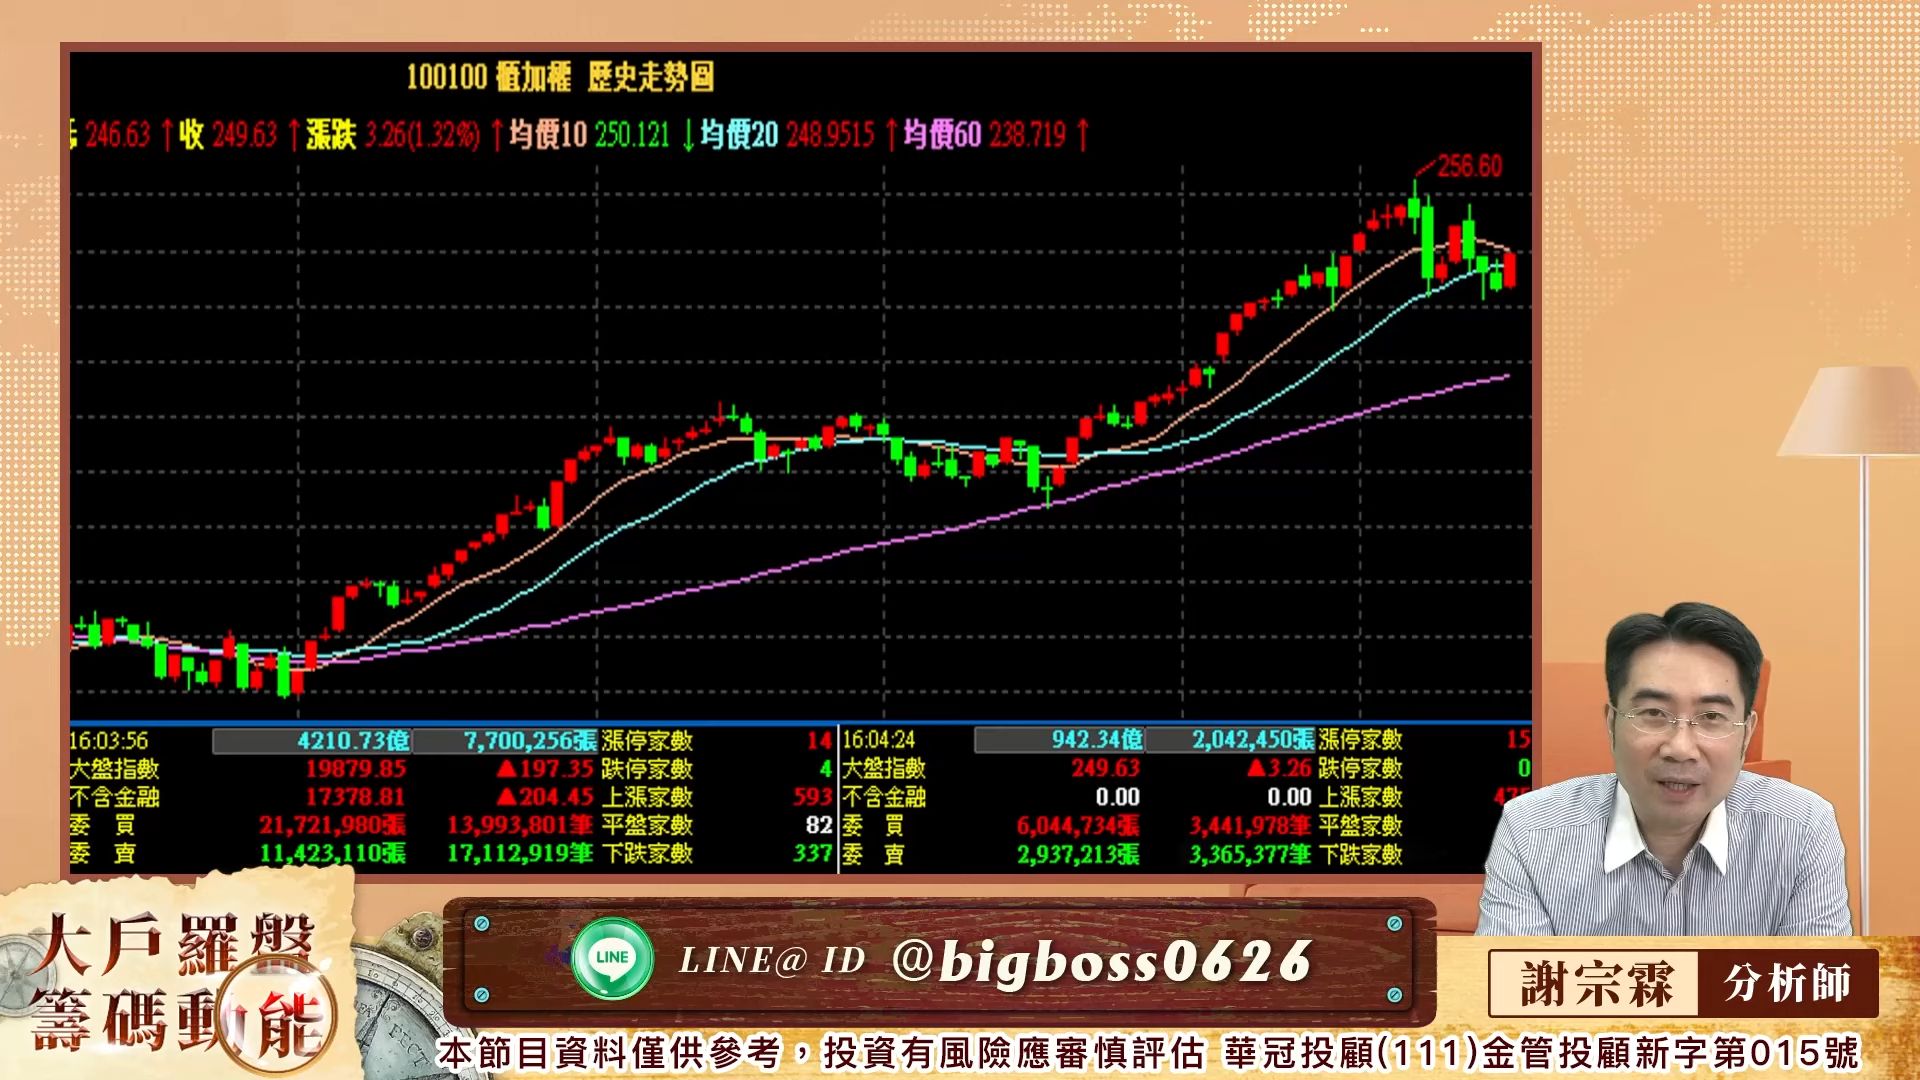 100100 櫃加權 歷史走勢圖
246.63 ↑ 收 249.63 ↑ 漲跌 3.26(1.32%) ↑ 均價10 250.121 ↓ 均價20 248.9515 ↑ 均價60 238.719 ↑
256.60
16:03:56 4210.73億 7,700,256張 漲停家數 14 16:04:24 942.34億 2,042,450張 漲停家數 15
大盤指數 19879.85 ▲197.35 跌停家數 4 大盤指數 249.63 ▲3.26 跌停家數 0
不含金融 17378.81 ▲204.45 上漲家數 593 不含金融 0.00 0.00 上漲家數
委 買 21,721,980張 13,993,801筆 平盤家數 82 委 買 6,044,734張 3,441,978筆 平盤家數
委 賣 11,423,110張 17,112,919筆 下跌家數 337 委 賣 2,937,213張 3,365,377筆 下跌家數
大戶羅盤
籌碼動能
LINE
LINE@ ID @bigboss0626
謝宗霖 分析師
本節目資料僅供參考，投資有風險應審慎評估 華冠投顧(111)金管投顧新字第015號